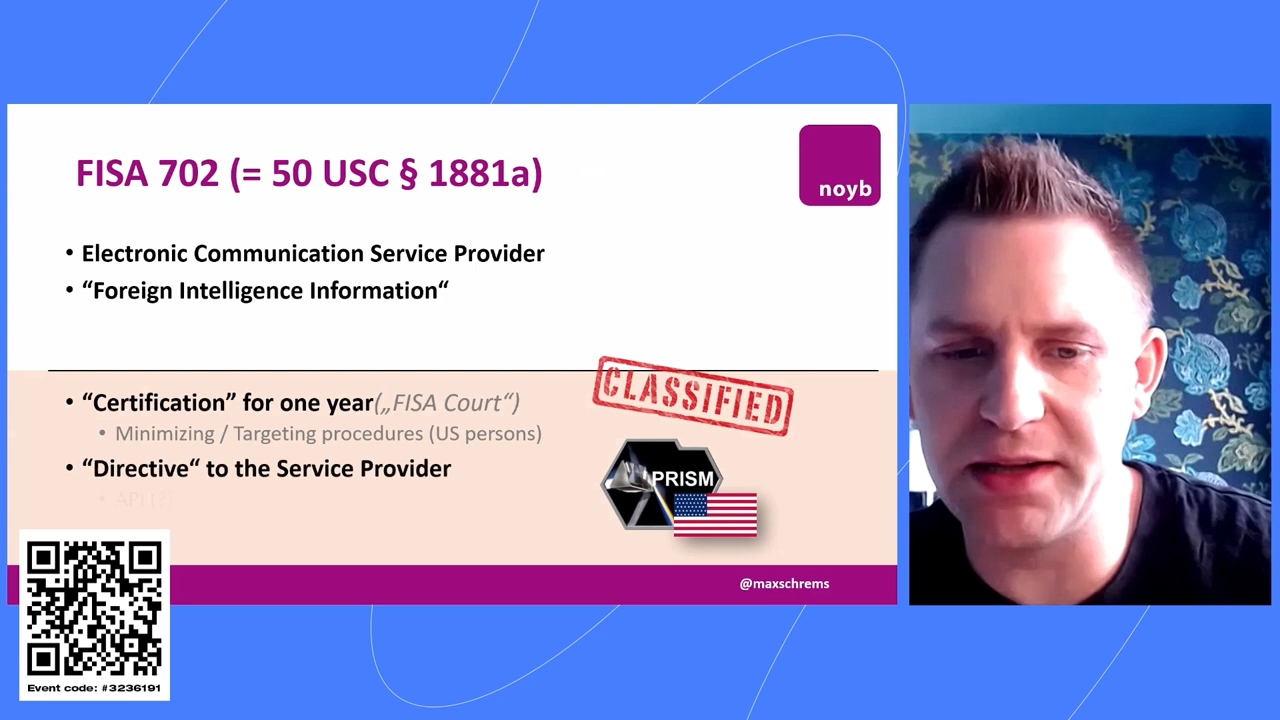 FISA 702 (= 50 USC § 1881a)
noyb
• Electronic Communication Service Provider
• “Foreign Intelligence Information“
CLASSIFIED
• “Certification” for one year(„FISA Court“)
• Minimizing / Targeting procedures (US persons)
• “Directive“ to the Service Provider
PRISM
• API (?)
@maxschrems
Event code: #3236191